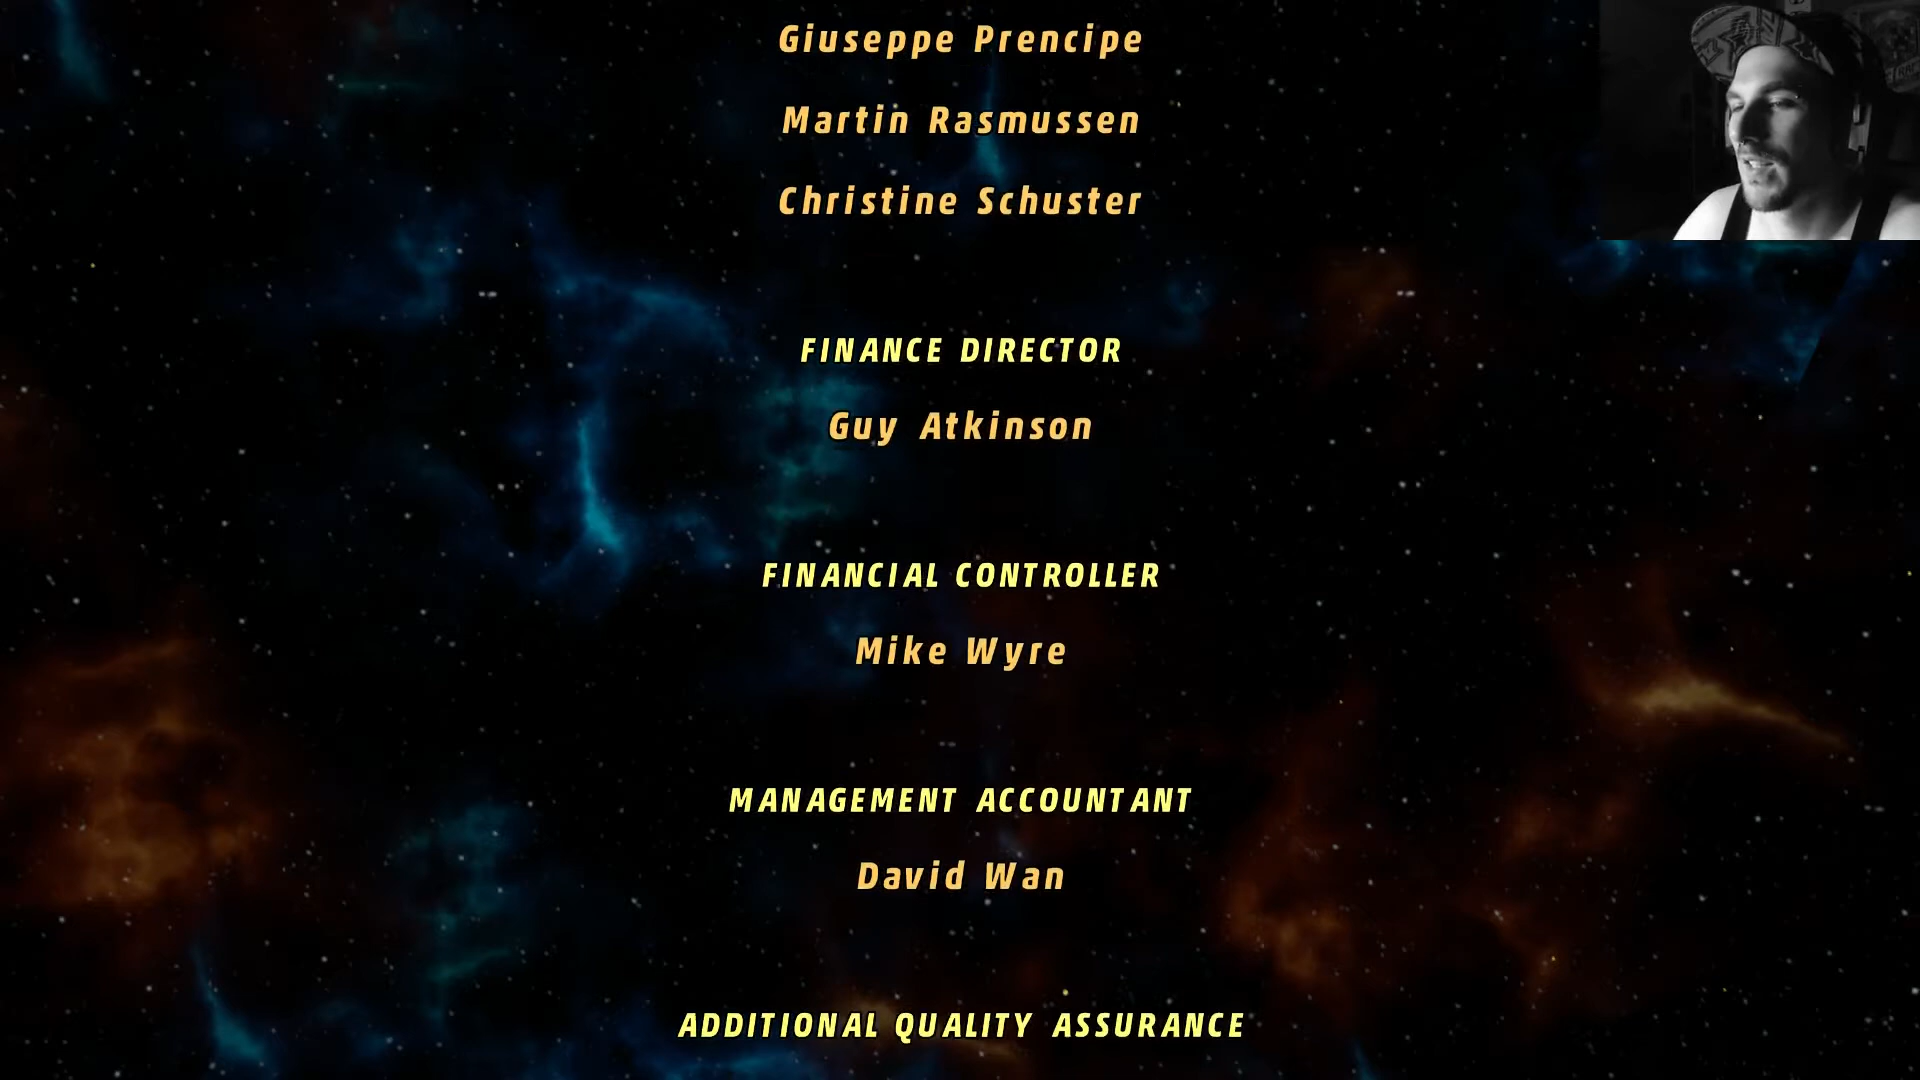 Giuseppe Prencipe
Martin Rasmussen
Christine Schuster
FINANCE DIRECTOR
Guy Atkinson
FINANCIAL CONTROLLER
Mike Wyre
MANAGEMENT ACCOUNTANT
David Wan
ADDITIONAL QUALITY ASSURANCE